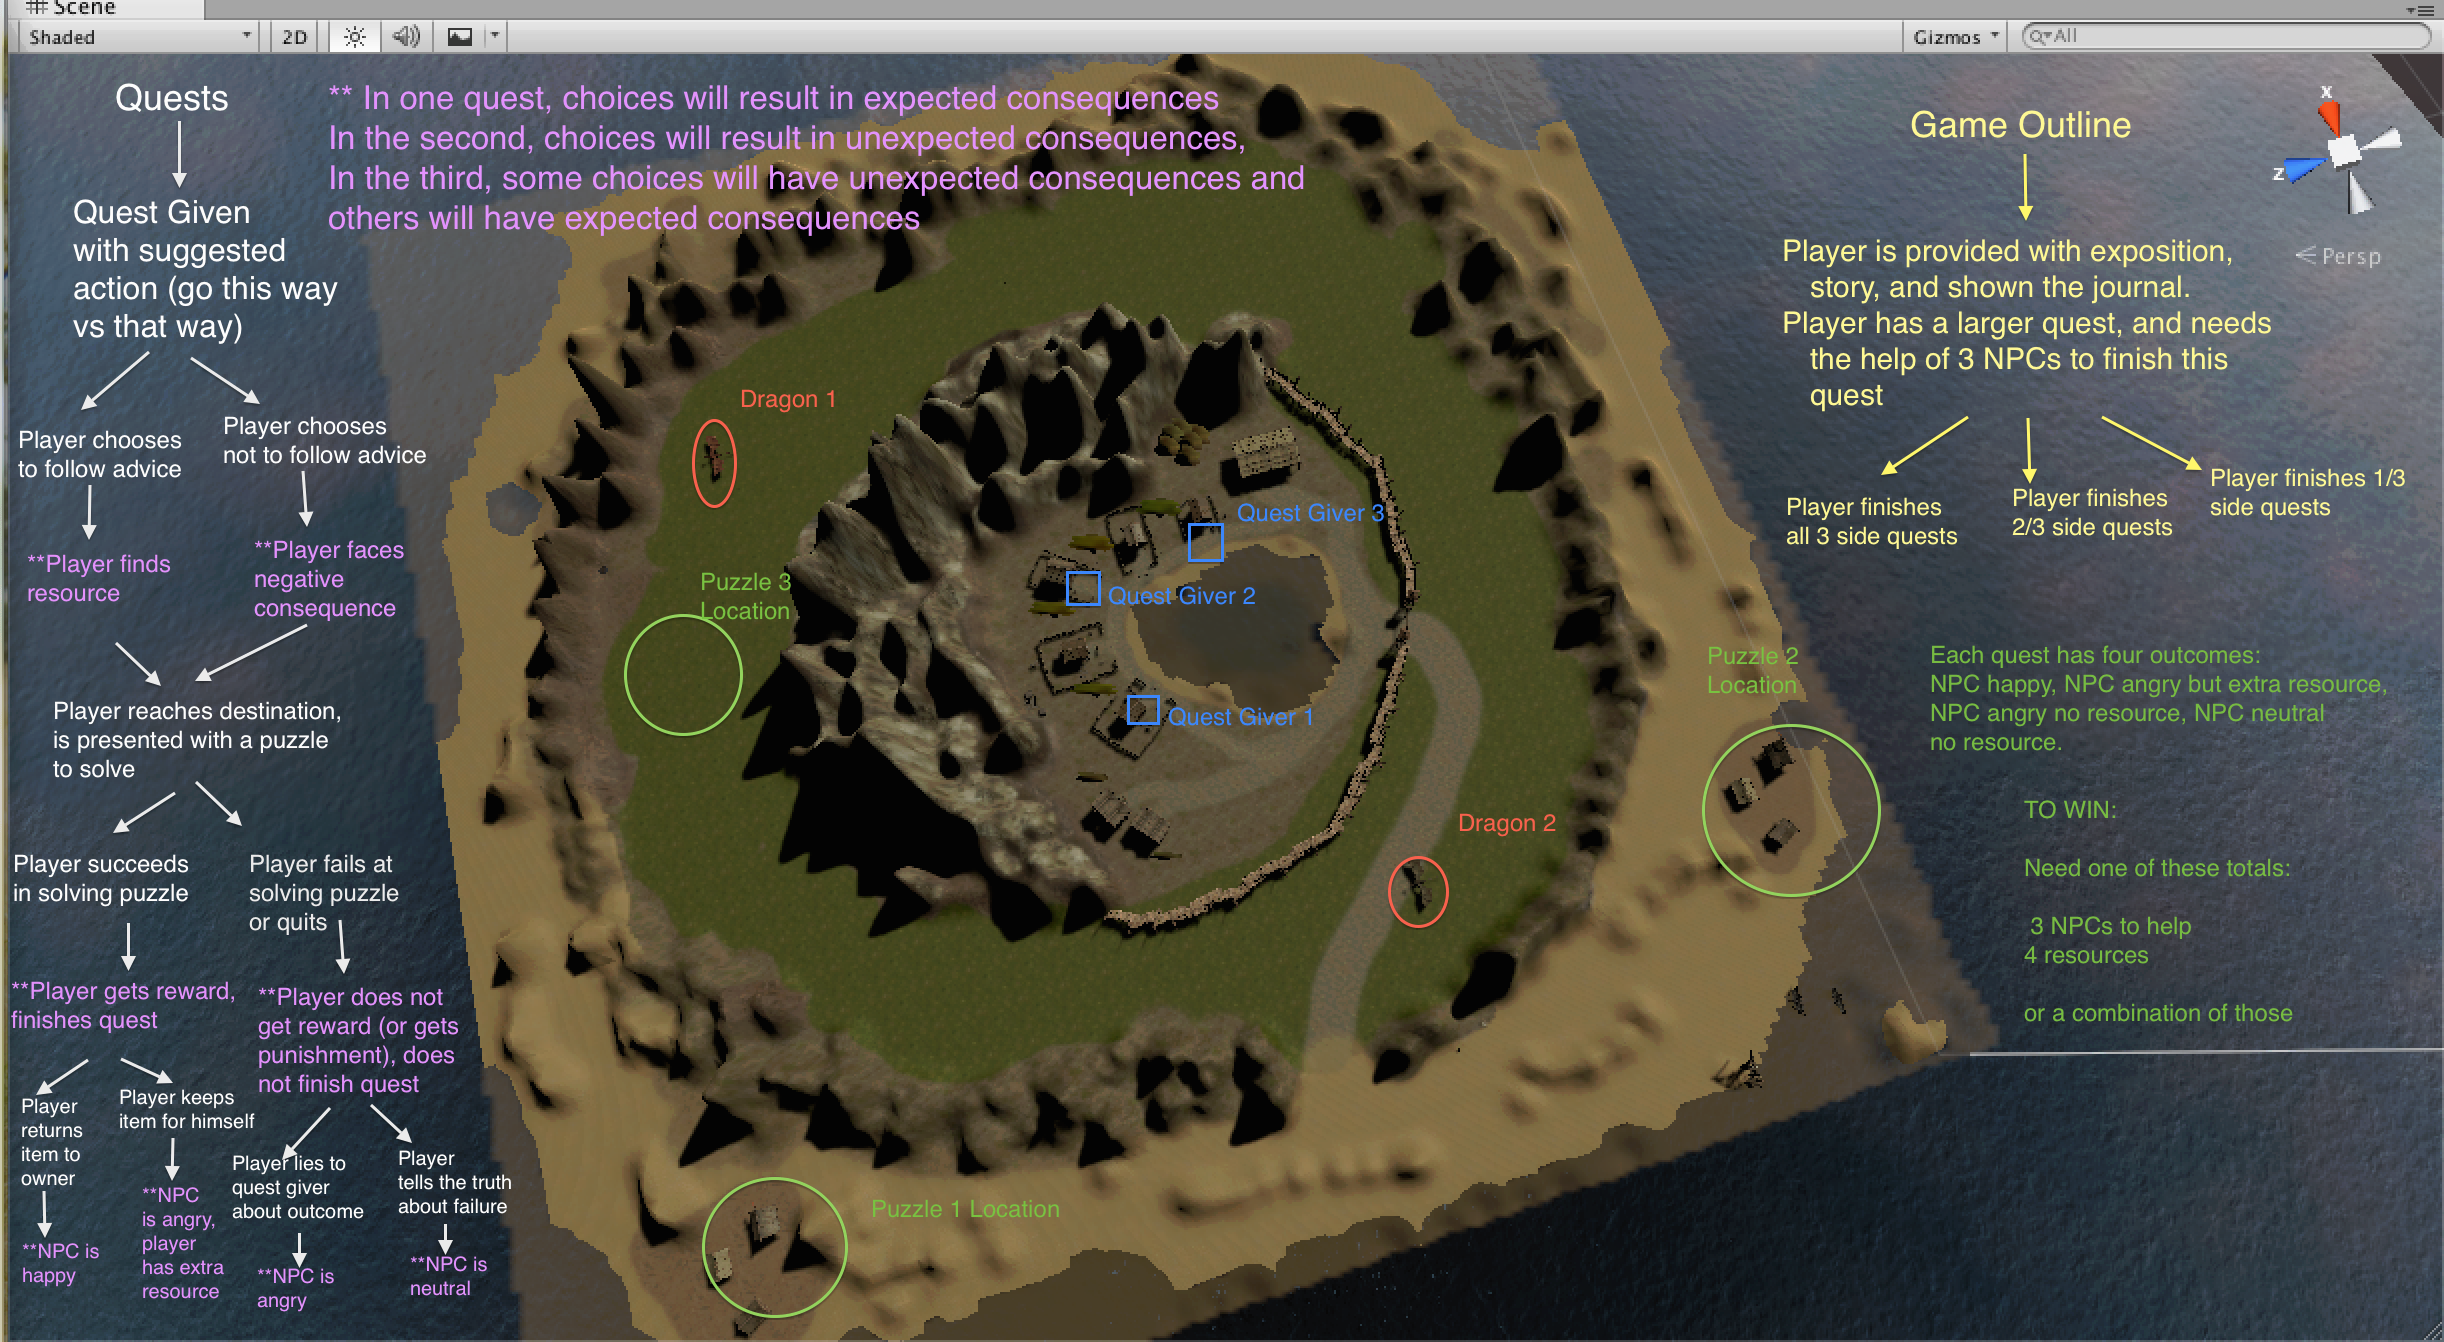 Scene
Shaded
2D
Gizmos
All
Quests
Quest Given
with suggested
action (go this way
vs that way)
Player chooses
to follow advice
Player chooses
not to follow advice
**Player finds
resource
**Player faces
negative
consequence
Player reaches destination,
is presented with a puzzle
to solve
Player succeeds
in solving puzzle
Player fails at
solving puzzle
or quits
**Player gets reward,
finishes quest
**Player does not
get reward (or gets
punishment), does
not finish quest
Player
returns
item to
owner
Player keeps
item for himself
Player lies to
quest giver
about outcome
Player
tells the truth
about failure
**NPC is
happy
**NPC
is angry,
player
has extra
resource
**NPC is
angry
**NPC is
neutral
** In one quest, choices will result in expected consequences
In the second, choices will result in unexpected consequences,
In the third, some choices will have unexpected consequences and
others will have expected consequences
Dragon 1
Puzzle 3
Location
Quest Giver 3
Quest Giver 2
Quest Giver 1
Dragon 2
Puzzle 2
Location
Puzzle 1 Location
Game Outline
x
z
Persp
Player is provided with exposition,
story, and shown the journal.
Player has a larger quest, and needs
the help of 3 NPCs to finish this
quest
Player finishes
all 3 side quests
Player finishes
2/3 side quests
Player finishes 1/3
side quests
Each quest has four outcomes:
NPC happy, NPC angry but extra resource,
NPC angry no resource, NPC neutral
no resource.
TO WIN:
Need one of these totals:
3 NPCs to help
4 resources
or a combination of those